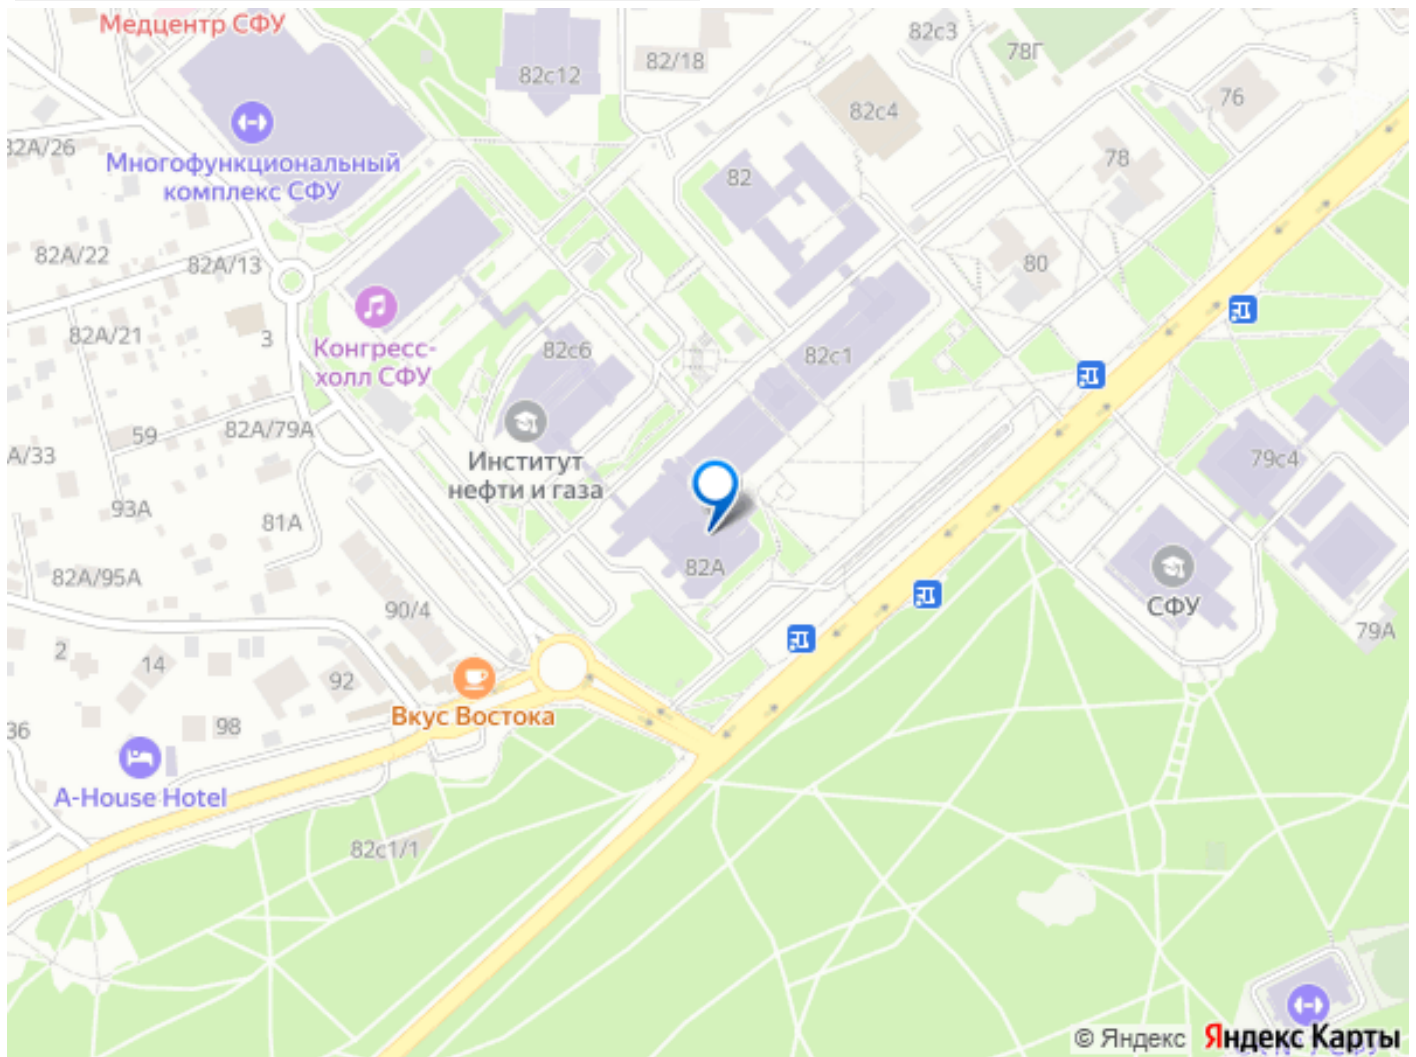 Медцентр СФУ
82с3
78Г
82/18
82с12
76
82с4
82А/26
Многофункциональный
комплекс СФУ
78
82
82А/22
82А/13
80
82А/21
3
Конгресс-
холл СФУ
82с6
82с1
59
82А/79А
А/33
Институт
нефти и газа
79с4
93А
81А
82А
82А/95А
90/4
СФУ
79А
2
14
92
Вкус Востока
98
36
A-House Hotel
82с1/1
© Яндекс
Яндекс Карты